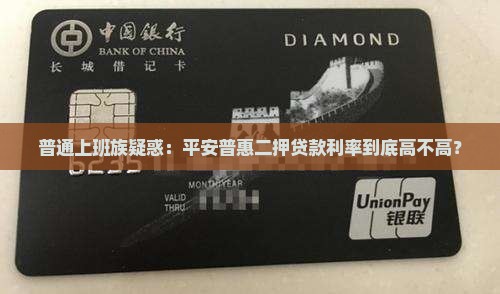 中国银行
BANK OF CHINA
长城借记卡
DIAMOND
普通上班族疑惑：平安普惠二押贷款利率到底高不高？
MONTH/YEAR
VALID
THRU
UnionPay
银联